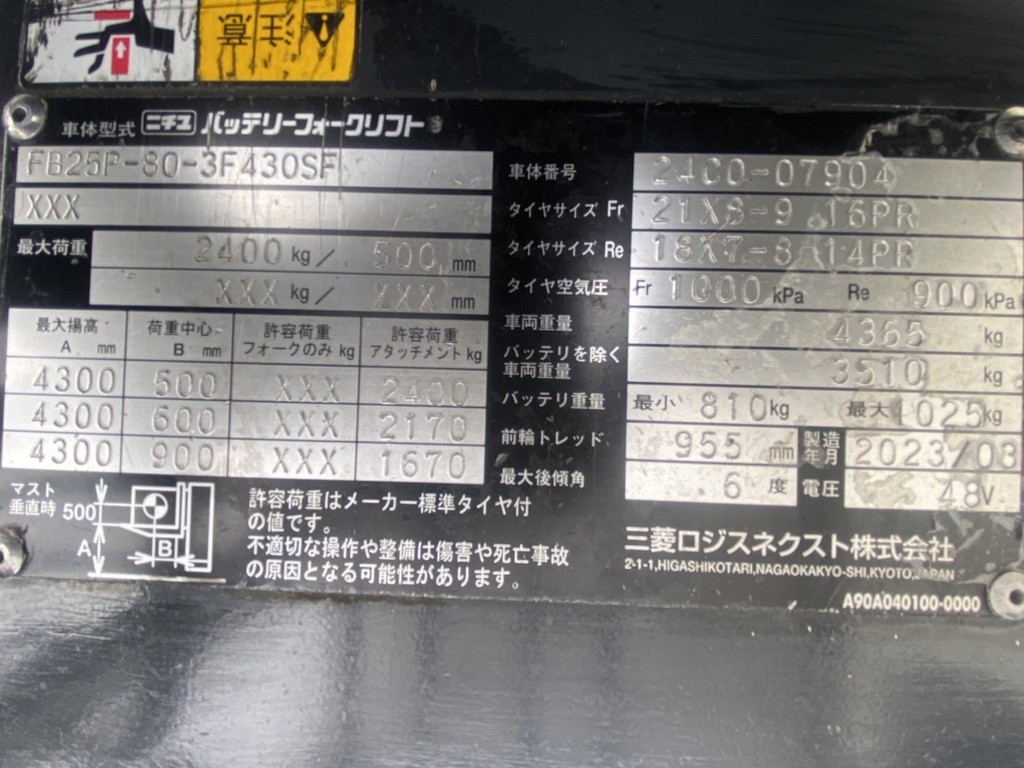 注意
車体型式 ニチユ バッテリーフォークリフト
FB25P-80-3F430SF
XXX
最大荷重 2400 kg / 500 mm
XXX kg / XXX mm
最大揚高 A mm 荷重中心 B mm 許容荷重 フォークのみ kg 許容荷重 アタッチメント kg
4300 500 XXX 2400
4300 600 XXX 2170
4300 900 XXX 1670
マスト垂直時 500 A B
許容荷重はメーカー標準タイヤ付
の値です。
不適切な操作や整備は傷害や死亡事故
の原因となる可能性があります。
車体番号 24C0-07904
タイヤサイズ Fr 21X8-9 16PR
タイヤサイズ Re 18X7-8 14PR
タイヤ空気圧 Fr 1000 kPa Re 900 kPa
車両重量 4365 kg
バッテリを除く
車両重量 3510 kg
バッテリ重量 最小 810 kg 最大 1025 kg
前輪トレッド 955 mm 製造年月 2023/03
最大後傾角 6 度 電圧 48 V
三菱ロジスネクスト株式会社
2-1-1,HIGASHIKOTARI,NAGAOKAKYO-SHI,KYOTO,JAPAN
A90A040100-0000